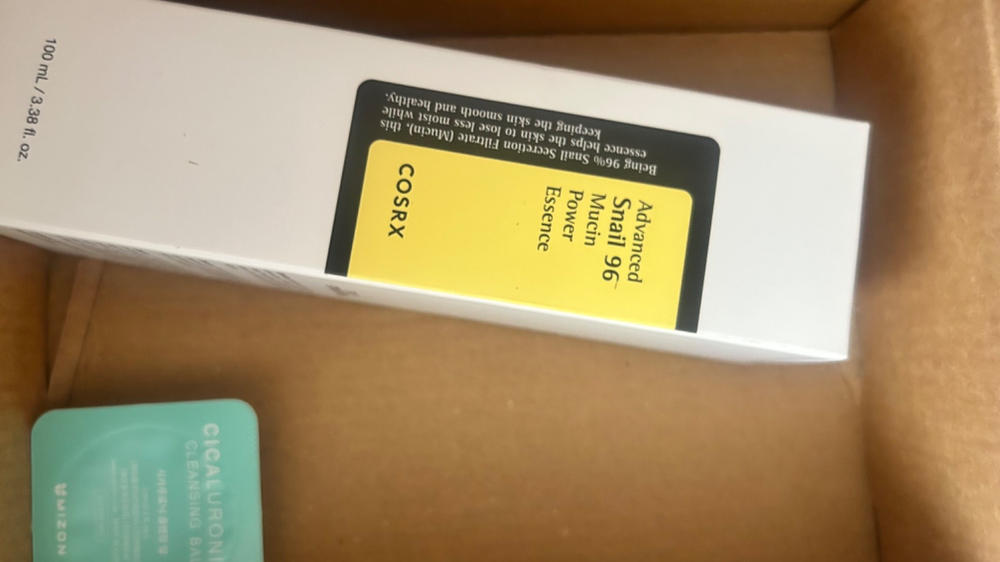 100 mL / 3.38 fl. oz.
Being 96% Snail Secretion Filtrate (Mucin), this
essence helps the skin to lose less moist while
keeping the skin smooth and healthy.
Advanced
Snail 96
Mucin
Power
Essence
COSRX
CICALURONI
CLEANSING BA
MIZON